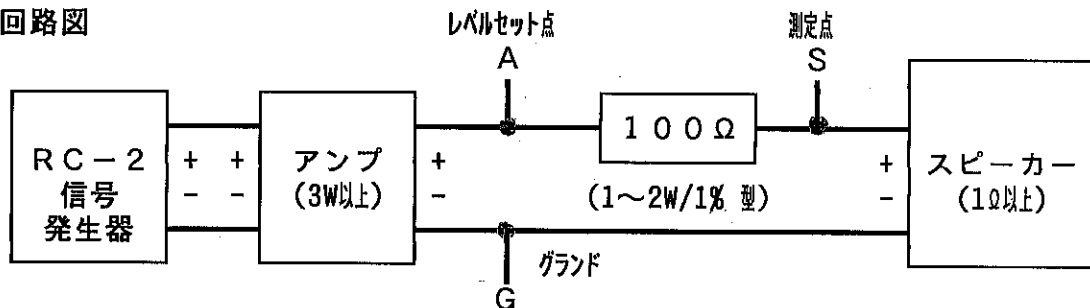 回路図
レベルセット点
A
測定点
S
RC-2
信号
発生器
+ +
- -
アンプ
(3W以上)
+
-
100Ω
(1~2W/1% 型)
+
-
スピーカー
(1Ω以上)
グランド
G